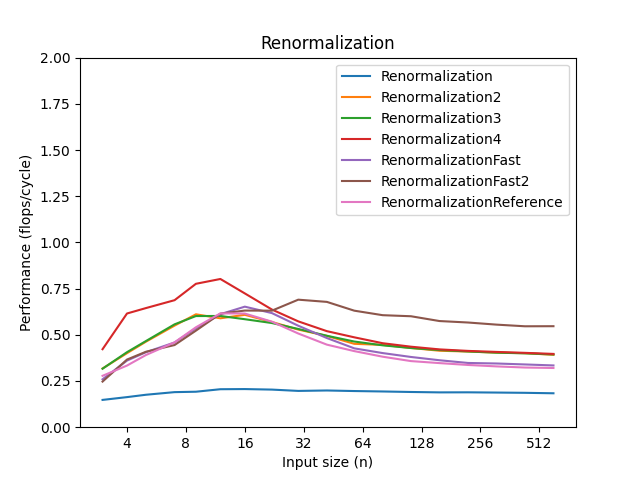 Renormalization
Performance (flops/cycle)
2.00
1.75
1.50
1.25
1.00
0.75
0.50
0.25
0.00
Renormalization
Renormalization2
Renormalization3
Renormalization4
RenormalizationFast
RenormalizationFast2
RenormalizationReference
4 8 16 32 64 128 256 512
Input size (n)